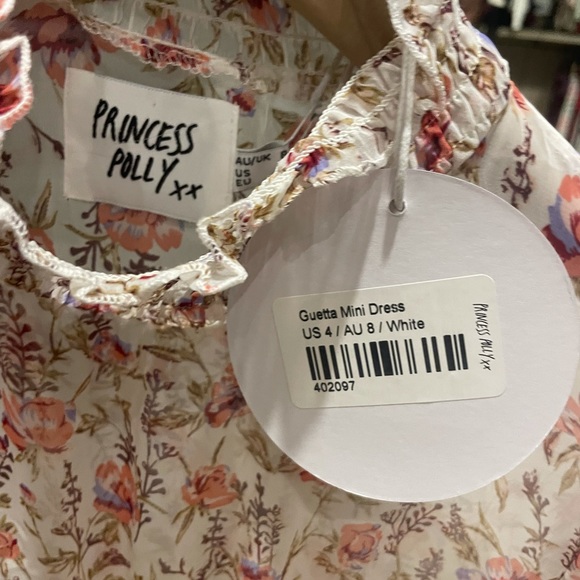 PRINCESS
POLLY xx
AU/UK
US
EU
Guetta Mini Dress
US 4 / AU 8 / White
402097
PRINCESS POLLY xx